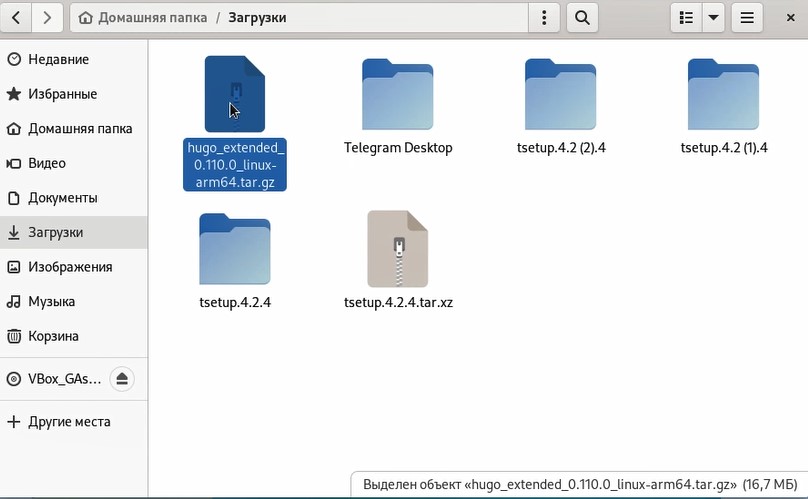 Домашняя папка / Загрузки
Недавние
Избранные
Домашняя папка
Видео
Документы
Загрузки
Изображения
Музыка
Корзина
VBox_GAs...
Другие места
hugo_extended_
0.110.0_linux-
arm64.tar.gz
Telegram Desktop
tsetup.4.2 (2).4
tsetup.4.2 (1).4
tsetup.4.2.4
tsetup.4.2.4.tar.xz
Выделен объект «hugo_extended_0.110.0_linux-arm64.tar.gz» (16,7 МБ)